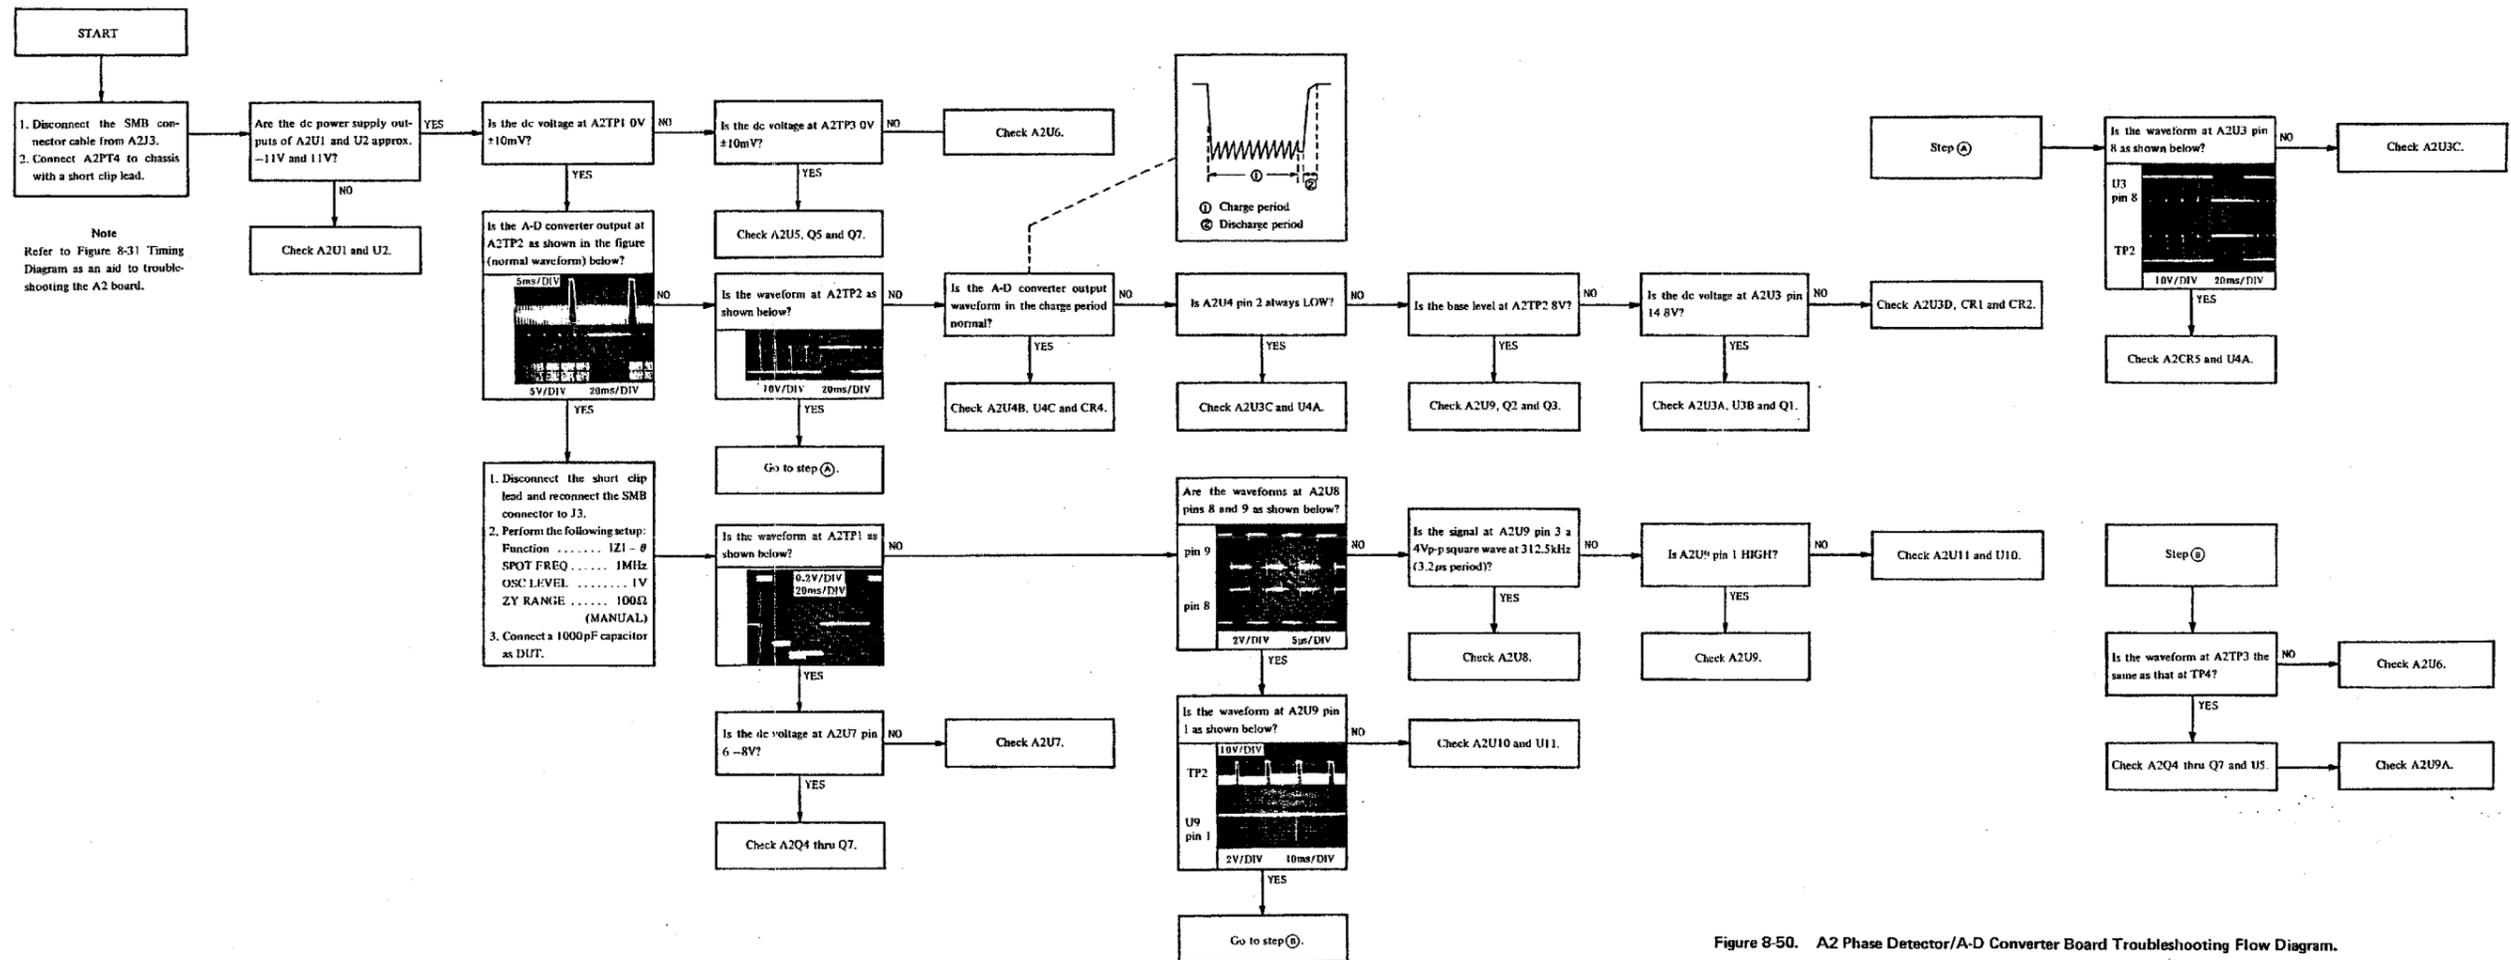 START
1. Disconnect the SMB con-
nector cable from A2J3.
2. Connect A2PT4 to chassis
with a short clip lead.
Note
Refer to Figure 8-31 Timing
Diagram as an aid to trouble-
shooting the A2 board.
Are the dc power supply out-
puts of A2U1 and U2 approx.
−11V and 11V?
YES
NO
Check A2U1 and U2.
Is the dc voltage at A2TP1 0V
±10mV?
NO
YES
Is the dc voltage at A2TP3 0V
±10mV?
NO
YES
Check A2U6.
Check A2U5, Q5 and Q7.
Is the A-D converter output at
A2TP2 as shown in the figure
(normal waveform) below?
5ms/DIV
5V/DIV 20ms/DIV
NO
YES
Is the waveform at A2TP2 as
shown below?
10V/DIV 20ms/DIV
NO
YES
Go to step Ⓐ.
① 
②
① Charge period
② Discharge period
Is the A-D converter output
waveform in the charge period
normal?
NO
YES
Check A2U4B, U4C and CR4.
Is A2U4 pin 2 always LOW?
NO
YES
Check A2U3C and U4A.
Is the base level at A2TP2 8V?
NO
YES
Check A2U9, Q2 and Q3.
Is the dc voltage at A2U3 pin
14 8V?
NO
YES
Check A2U3A, U3B and Q1.
Check A2U3D, CR1 and CR2.
Step Ⓐ
Is the waveform at A2U3 pin
8 as shown below?
U3
pin 8
TP2
10V/DIV 20ms/DIV
NO
YES
Check A2U3C.
Check A2CR5 and U4A.
1. Disconnect the short clip
lead and reconnect the SMB
connector to J3.
2. Perform the following setup:
Function ....... |Z| – θ
SPOT FREQ ...... 1MHz
OSC LEVEL ........ 1V
ZY RANGE ...... 100Ω
(MANUAL)
3. Connect a 1000pF capacitor
as DUT.
Is the waveform at A2TP1 as
shown below?
0.2V/DIV
20ms/DIV
NO
YES
Is the dc voltage at A2U7 pin
6 −8V?
NO
YES
Check A2U7.
Check A2Q4 thru Q7.
Are the waveforms at A2U8
pins 8 and 9 as shown below?
pin 9
pin 8
2V/DIV 5µs/DIV
NO
YES
Is the signal at A2U9 pin 3 a
4Vp-p square wave at 312.5kHz
(3.2µs period)?
NO
YES
Check A2U8.
Is A2U9 pin 1 HIGH?
NO
YES
Check A2U9.
Check A2U11 and U10.
Is the waveform at A2U9 pin
1 as shown below?
10V/DIV
TP2
U9
pin 1
2V/DIV 10ms/DIV
NO
YES
Check A2U10 and U11.
Go to step Ⓑ.
Step Ⓑ
Is the waveform at A2TP3 the
same as that at TP4?
NO
YES
Check A2U6.
Check A2Q4 thru Q7 and U5.
Check A2U9A.
Figure 8-50. A2 Phase Detector/A-D Converter Board Troubleshooting Flow Diagram.